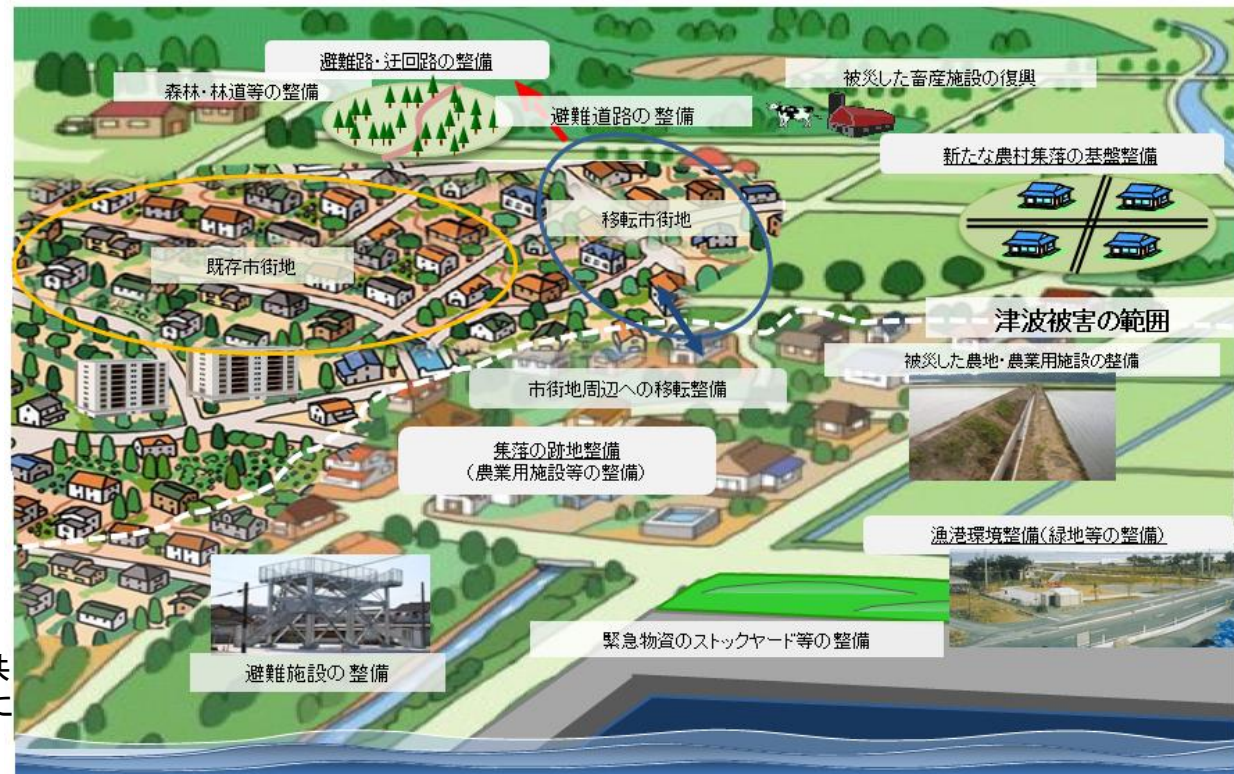 避難路・迂回路の整備
森林・林道等の整備
被災した畜産施設の復興
避難道路の整備
新たな農村集落の基盤整備
移転市街地
既存市街地
津波被害の範囲
被災した農地・農業用施設の整備
市街地周辺への移転整備
集落の跡地整備
(農業用施設等の整備)
漁港環境整備(緑地等の整備)
緊急物資のストックヤード等の整備
避難施設の整備